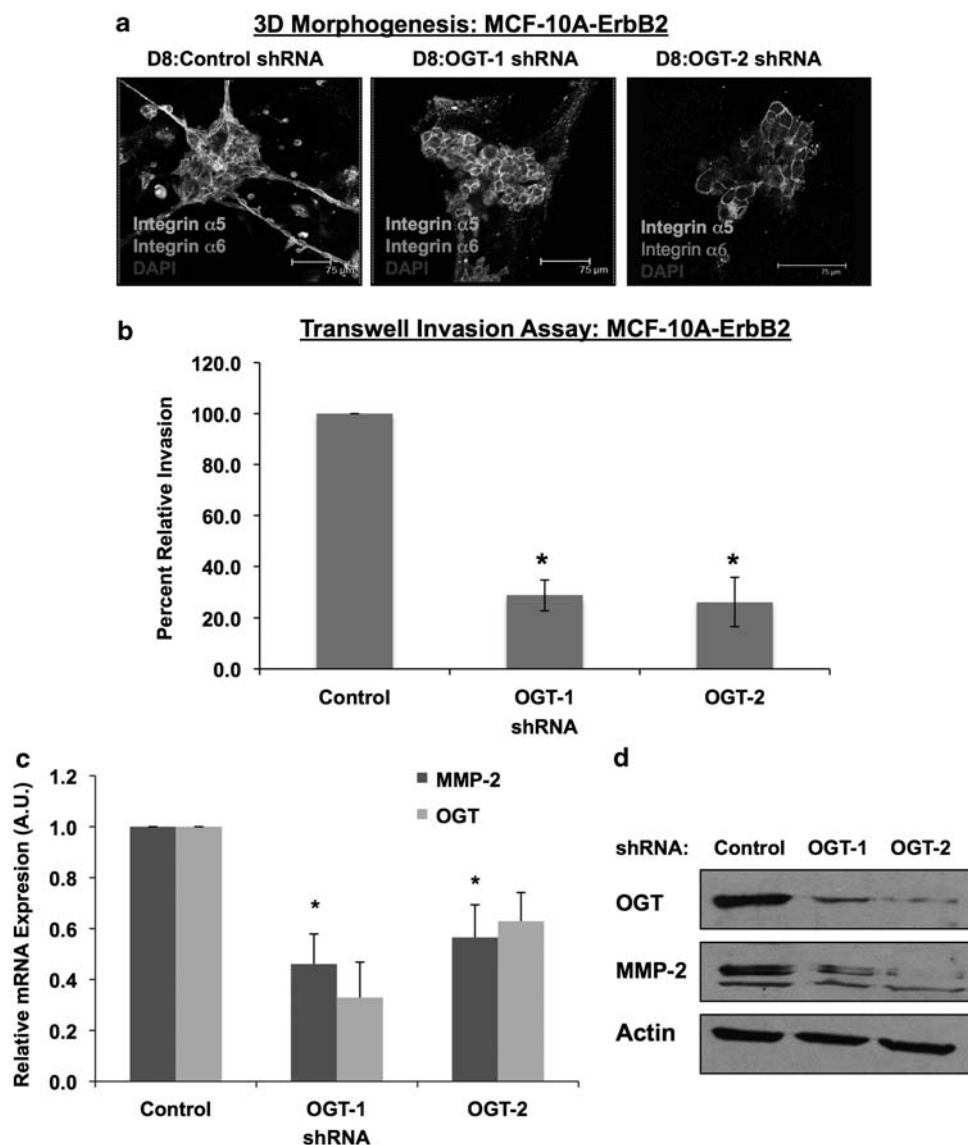 a
3D Morphogenesis: MCF-10A-ErbB2
D8:Control shRNA
D8:OGT-1 shRNA
D8:OGT-2 shRNA
Integrin α5
Integrin α6
DAPI
75 µm
Integrin α5
Integrin α6
DAPI
75 µm
Integrin α5
Integrin α6
DAPI
75 µm
b
Transwell Invasion Assay: MCF-10A-ErbB2
Percent Relative Invasion
120.0
100.0
80.0
60.0
40.0
20.0
0.0
*
*
Control
OGT-1
OGT-2
shRNA
c
Relative mRNA Expresion (A.U.)
1.2
1.0
0.8
0.6
0.4
0.2
0.0
MMP-2
OGT
*
*
Control
OGT-1
OGT-2
shRNA
d
shRNA: Control OGT-1 OGT-2
OGT
MMP-2
Actin